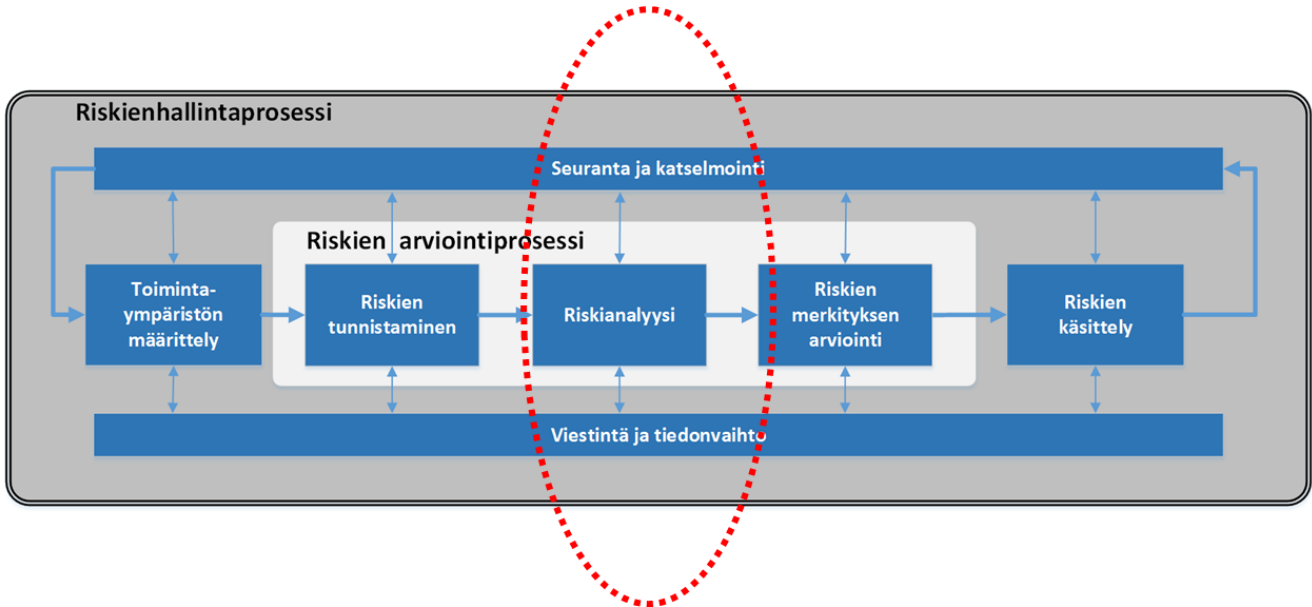 Riskienhallintaprosessi
Seuranta ja katselmointi
Riskien arviointiprosessi
Toiminta-
ympäristön
määrittely
Riskien
tunnistaminen
Riskianalyysi
Riskien
merkityksen
arviointi
Riskien
käsittely
Viestintä ja tiedonvaihto